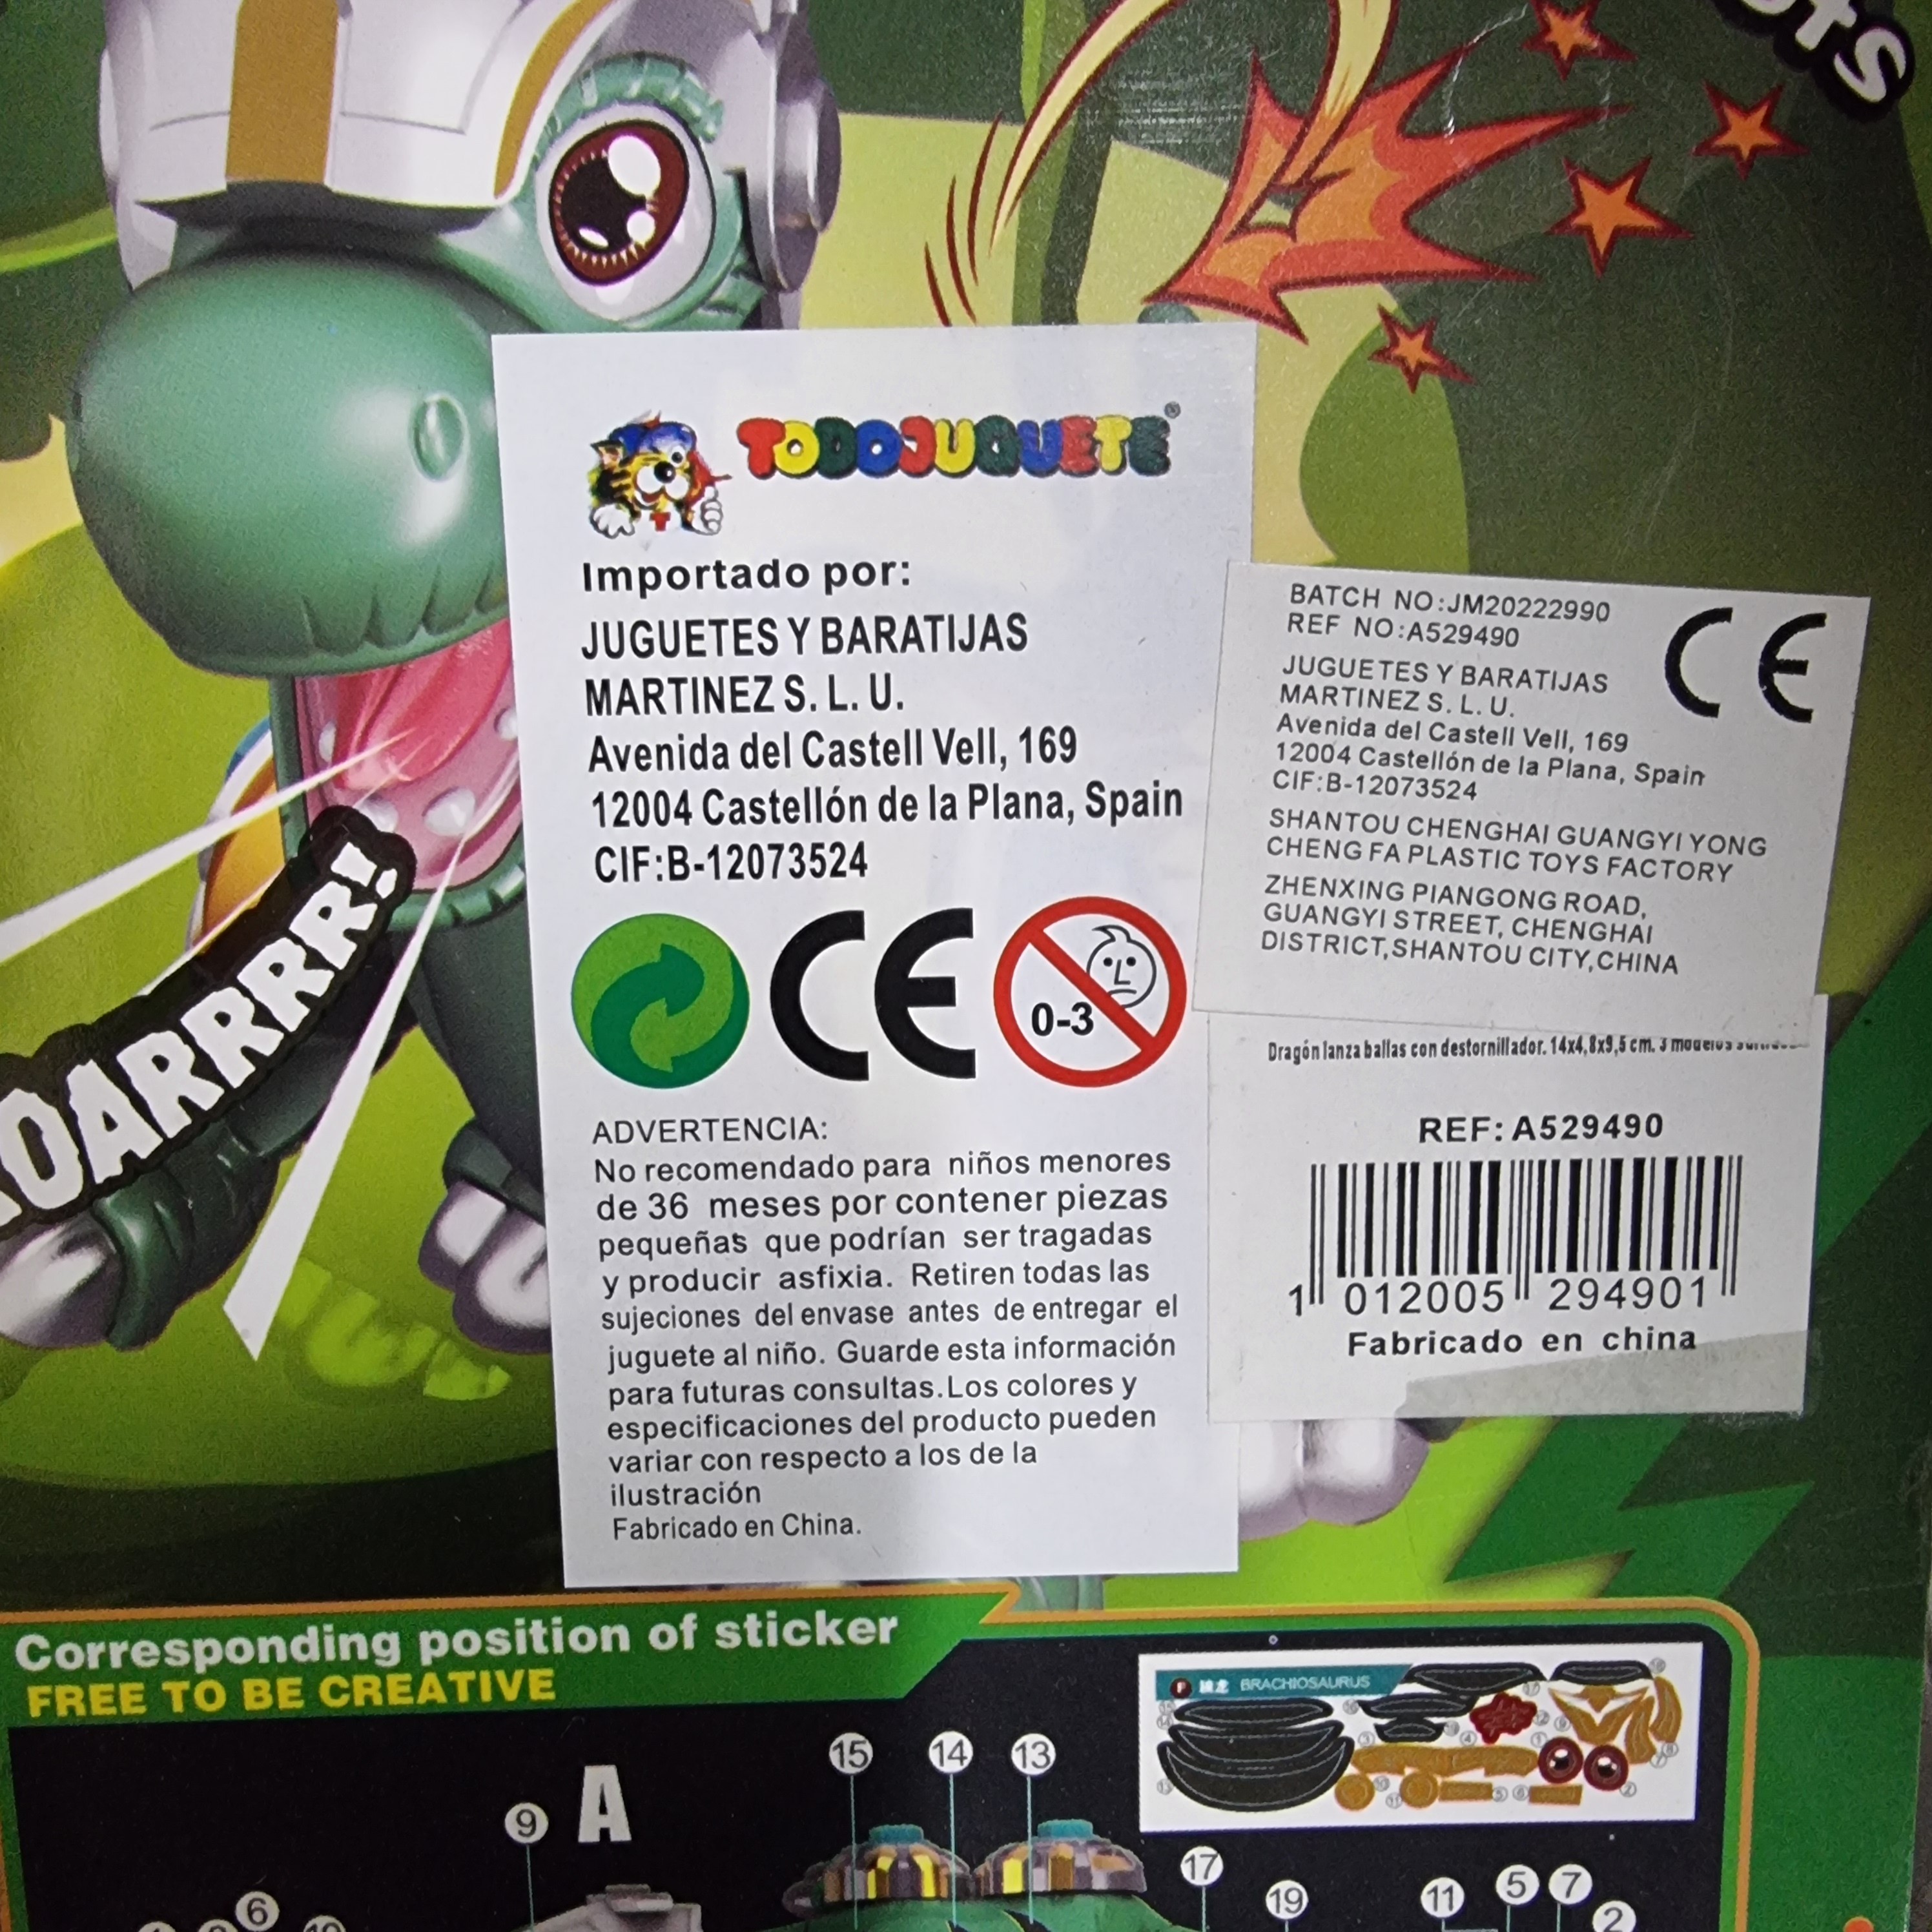 TODOJUQUETE®
Importado por:
JUGUETES Y BARATIJAS
MARTINEZ S. L. U.
Avenida del Castell Vell, 169
12004 Castellón de la Plana, Spain
CIF:B-12073524
0-3
ADVERTENCIA:
No recomendado para niños menores
de 36 meses por contener piezas
pequeñas que podrían ser tragadas
y producir asfixia. Retiren todas las
sujeciones del envase antes de entregar el
juguete al niño. Guarde esta información
para futuras consultas.Los colores y
especificaciones del producto pueden
variar con respecto a los de la
ilustración
Fabricado en China.
BATCH NO:JM20222990
REF NO:A529490
JUGUETES Y BARATIJAS
MARTINEZ S. L. U.
Avenida del Castell Vell, 169
12004 Castellón de la Plana, Spain
CIF:B-12073524
SHANTOU CHENGHAI GUANGYI YONG
CHENG FA PLASTIC TOYS FACTORY
ZHENXING PIANGONG ROAD,
GUANGYI STREET, CHENGHAI
DISTRICT,SHANTOU CITY,CHINA
CE
Dragón lanza ballas con destornillador. 14x4,8x9,5 cm. 3 modelos
REF: A529490
1 012005 294901
Fabricado en china
OARRRR!
Corresponding position of sticker
FREE TO BE CREATIVE
BRACHIOSAURUS
A
15 14 13
9
17
19
11 5 7
2
6